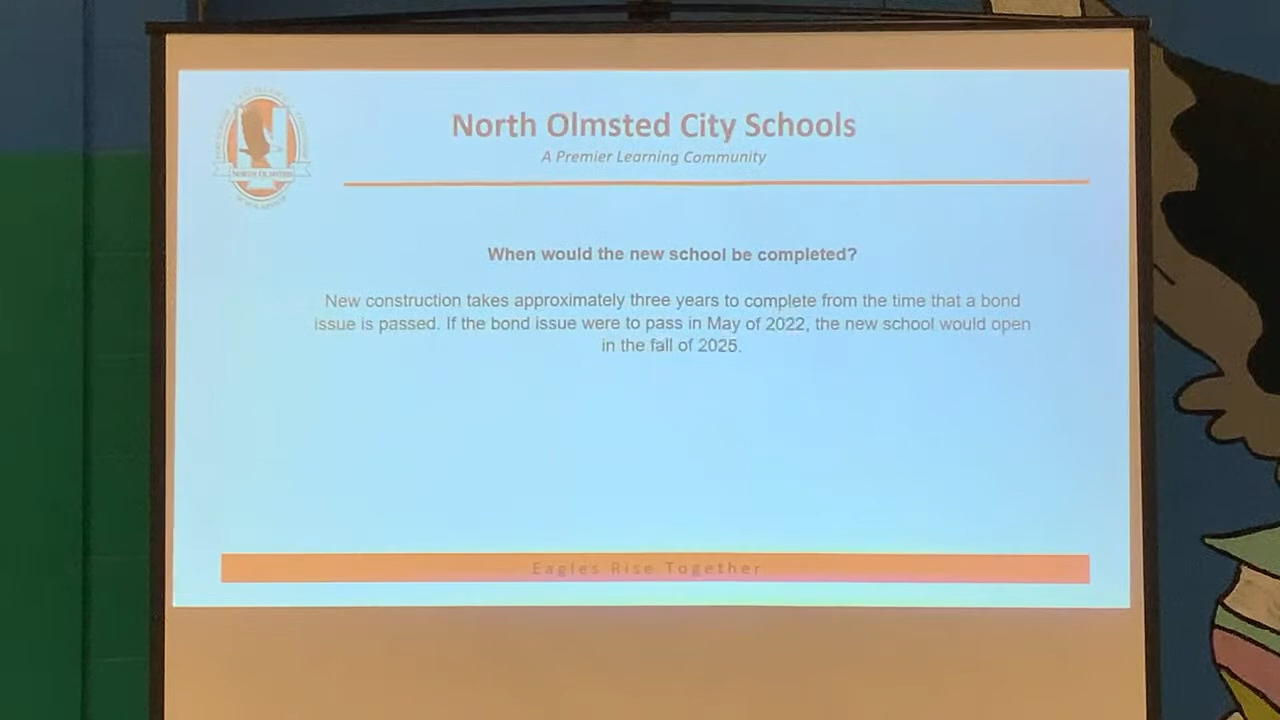 North Olmsted City Schools
A Premier Learning Community
NORTH OLMSTED
When would the new school be completed?
New construction takes approximately three years to complete from the time that a bond
issue is passed. If the bond issue were to pass in May of 2022, the new school would open
in the fall of 2025.
Eagles Rise Together